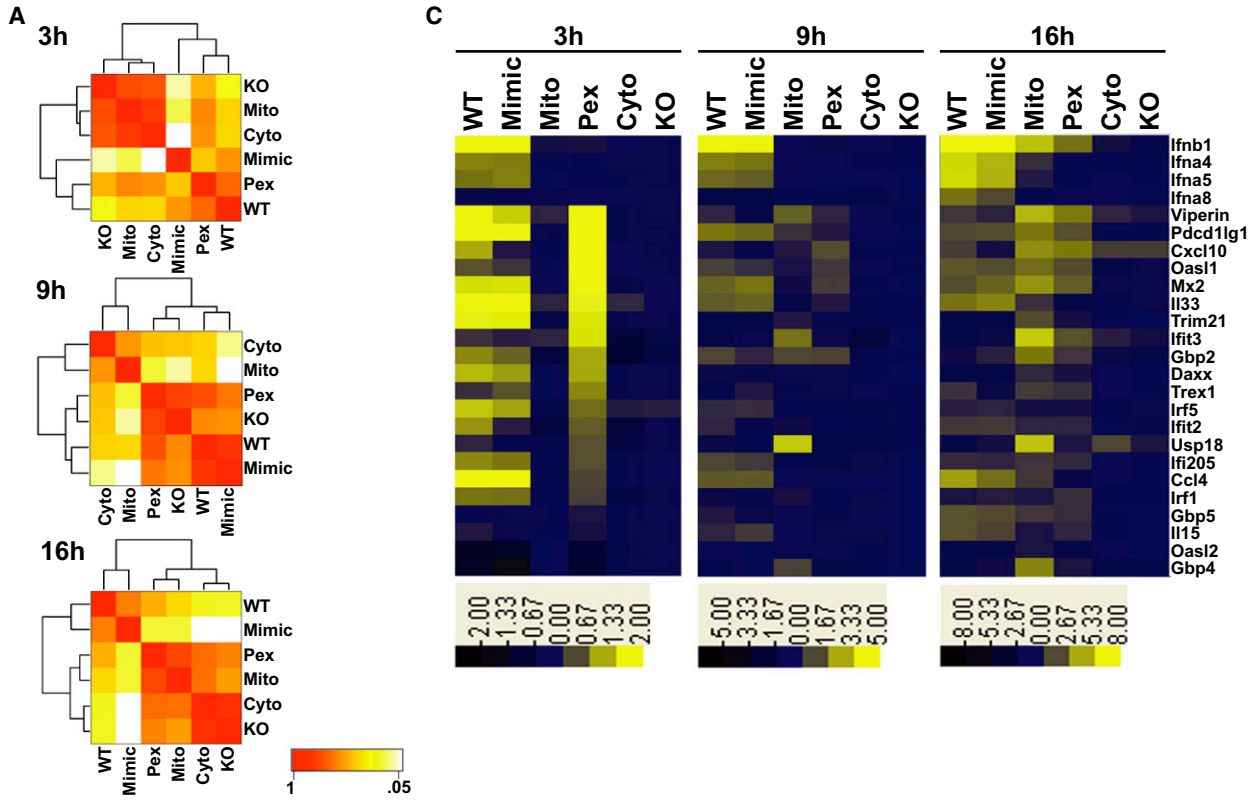 A
3h
KO
Mito
Cyto
Mimic
Pex
WT
KO
Mito
Cyto
Mimic
Pex
WT
9h
Cyto
Mito
Pex
KO
WT
Mimic
Cyto
Mito
Pex
KO
WT
Mimic
16h
WT
Mimic
Pex
Mito
Cyto
KO
WT
Mimic
Pex
Mito
Cyto
KO
1 .05
C
3h 9h 16h
WT Mimic Mito Pex Cyto KO WT Mimic Mito Pex Cyto KO WT Mimic Mito Pex Cyto KO
Ifnb1
Ifna4
Ifna5
Ifna8
Viperin
Pdcd1lg1
Cxcl10
Oasl1
Mx2
Il33
Trim21
Ifit3
Gbp2
Daxx
Trex1
Irf5
Ifit2
Usp18
Ifi205
Ccl4
Irf1
Gbp5
Il15
Oasl2
Gbp4
-2.00 -1.33 -0.67 0.00 0.67 1.33 2.00
-5.00 -3.33 -1.67 0.00 1.67 3.33 5.00
-8.00 -5.33 -2.67 0.00 2.67 5.33 8.00